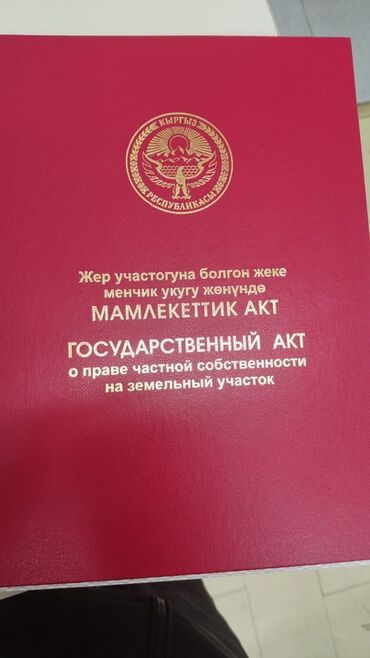 КЫРГЫЗ
РЕСПУБЛИКАСЫ
Жер участогуна болгон жеке
менчик укугу жөнүндө
МАМЛЕКЕТТИК АКТ
ГОСУДАРСТВЕННЫЙ АКТ
о праве частной собственности
на земельный участок